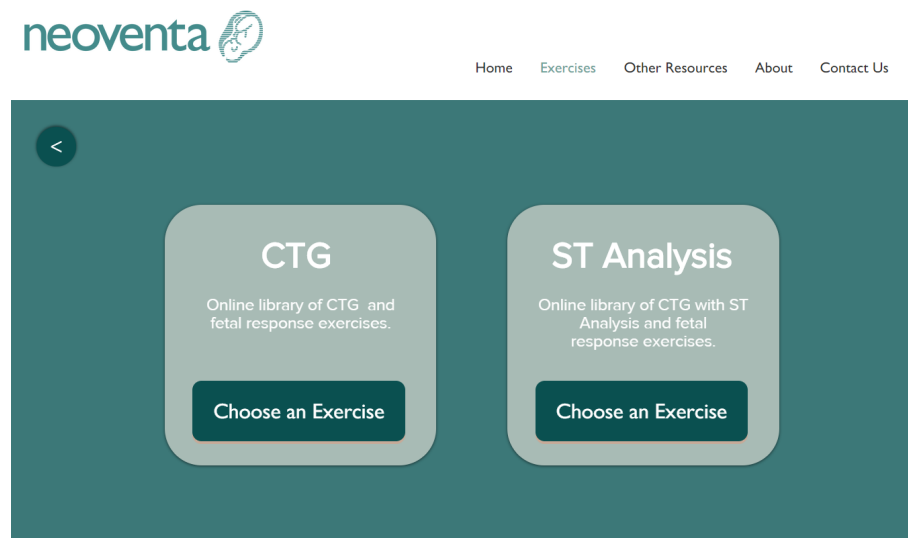 neoventa
Home Exercises Other Resources About Contact Us
<
CTG
Online library of CTG and
fetal response exercises.
Choose an Exercise
ST Analysis
Online library of CTG with ST
Analysis and fetal
response exercises.
Choose an Exercise